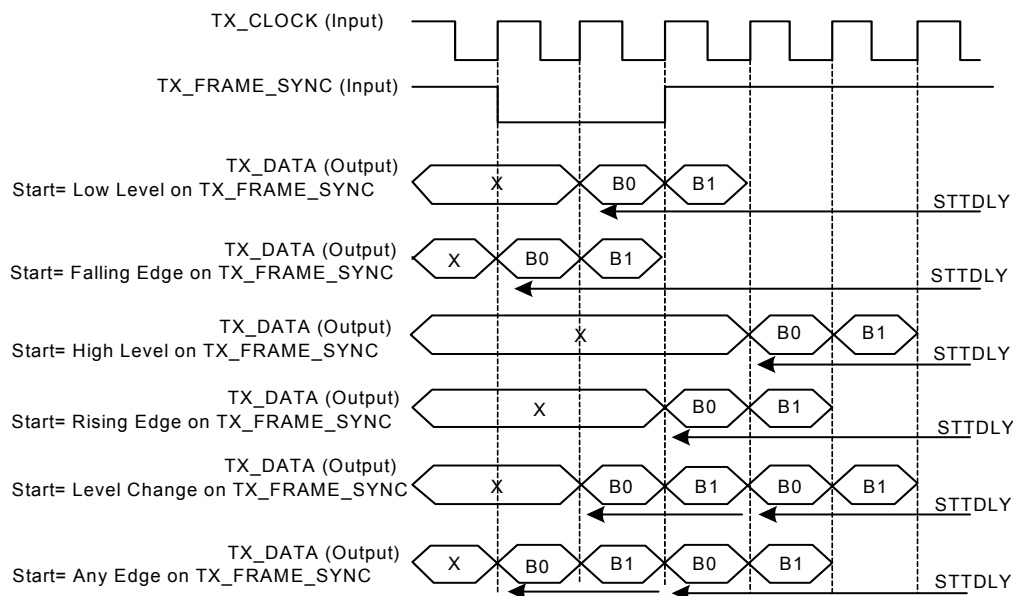 TX_CLOCK (Input)
TX_FRAME_SYNC (Input)
TX_DATA (Output)
Start= Low Level on TX_FRAME_SYNC
X B0 B1
STTDLY
TX_DATA (Output)
Start= Falling Edge on TX_FRAME_SYNC
X B0 B1
STTDLY
TX_DATA (Output)
Start= High Level on TX_FRAME_SYNC
X B0 B1
STTDLY
TX_DATA (Output)
Start= Rising Edge on TX_FRAME_SYNC
X B0 B1
STTDLY
TX_DATA (Output)
Start= Level Change on TX_FRAME_SYNC
X B0 B1 B0 B1
STTDLY
TX_DATA (Output)
Start= Any Edge on TX_FRAME_SYNC
X B0 B1 B0 B1
STTDLY